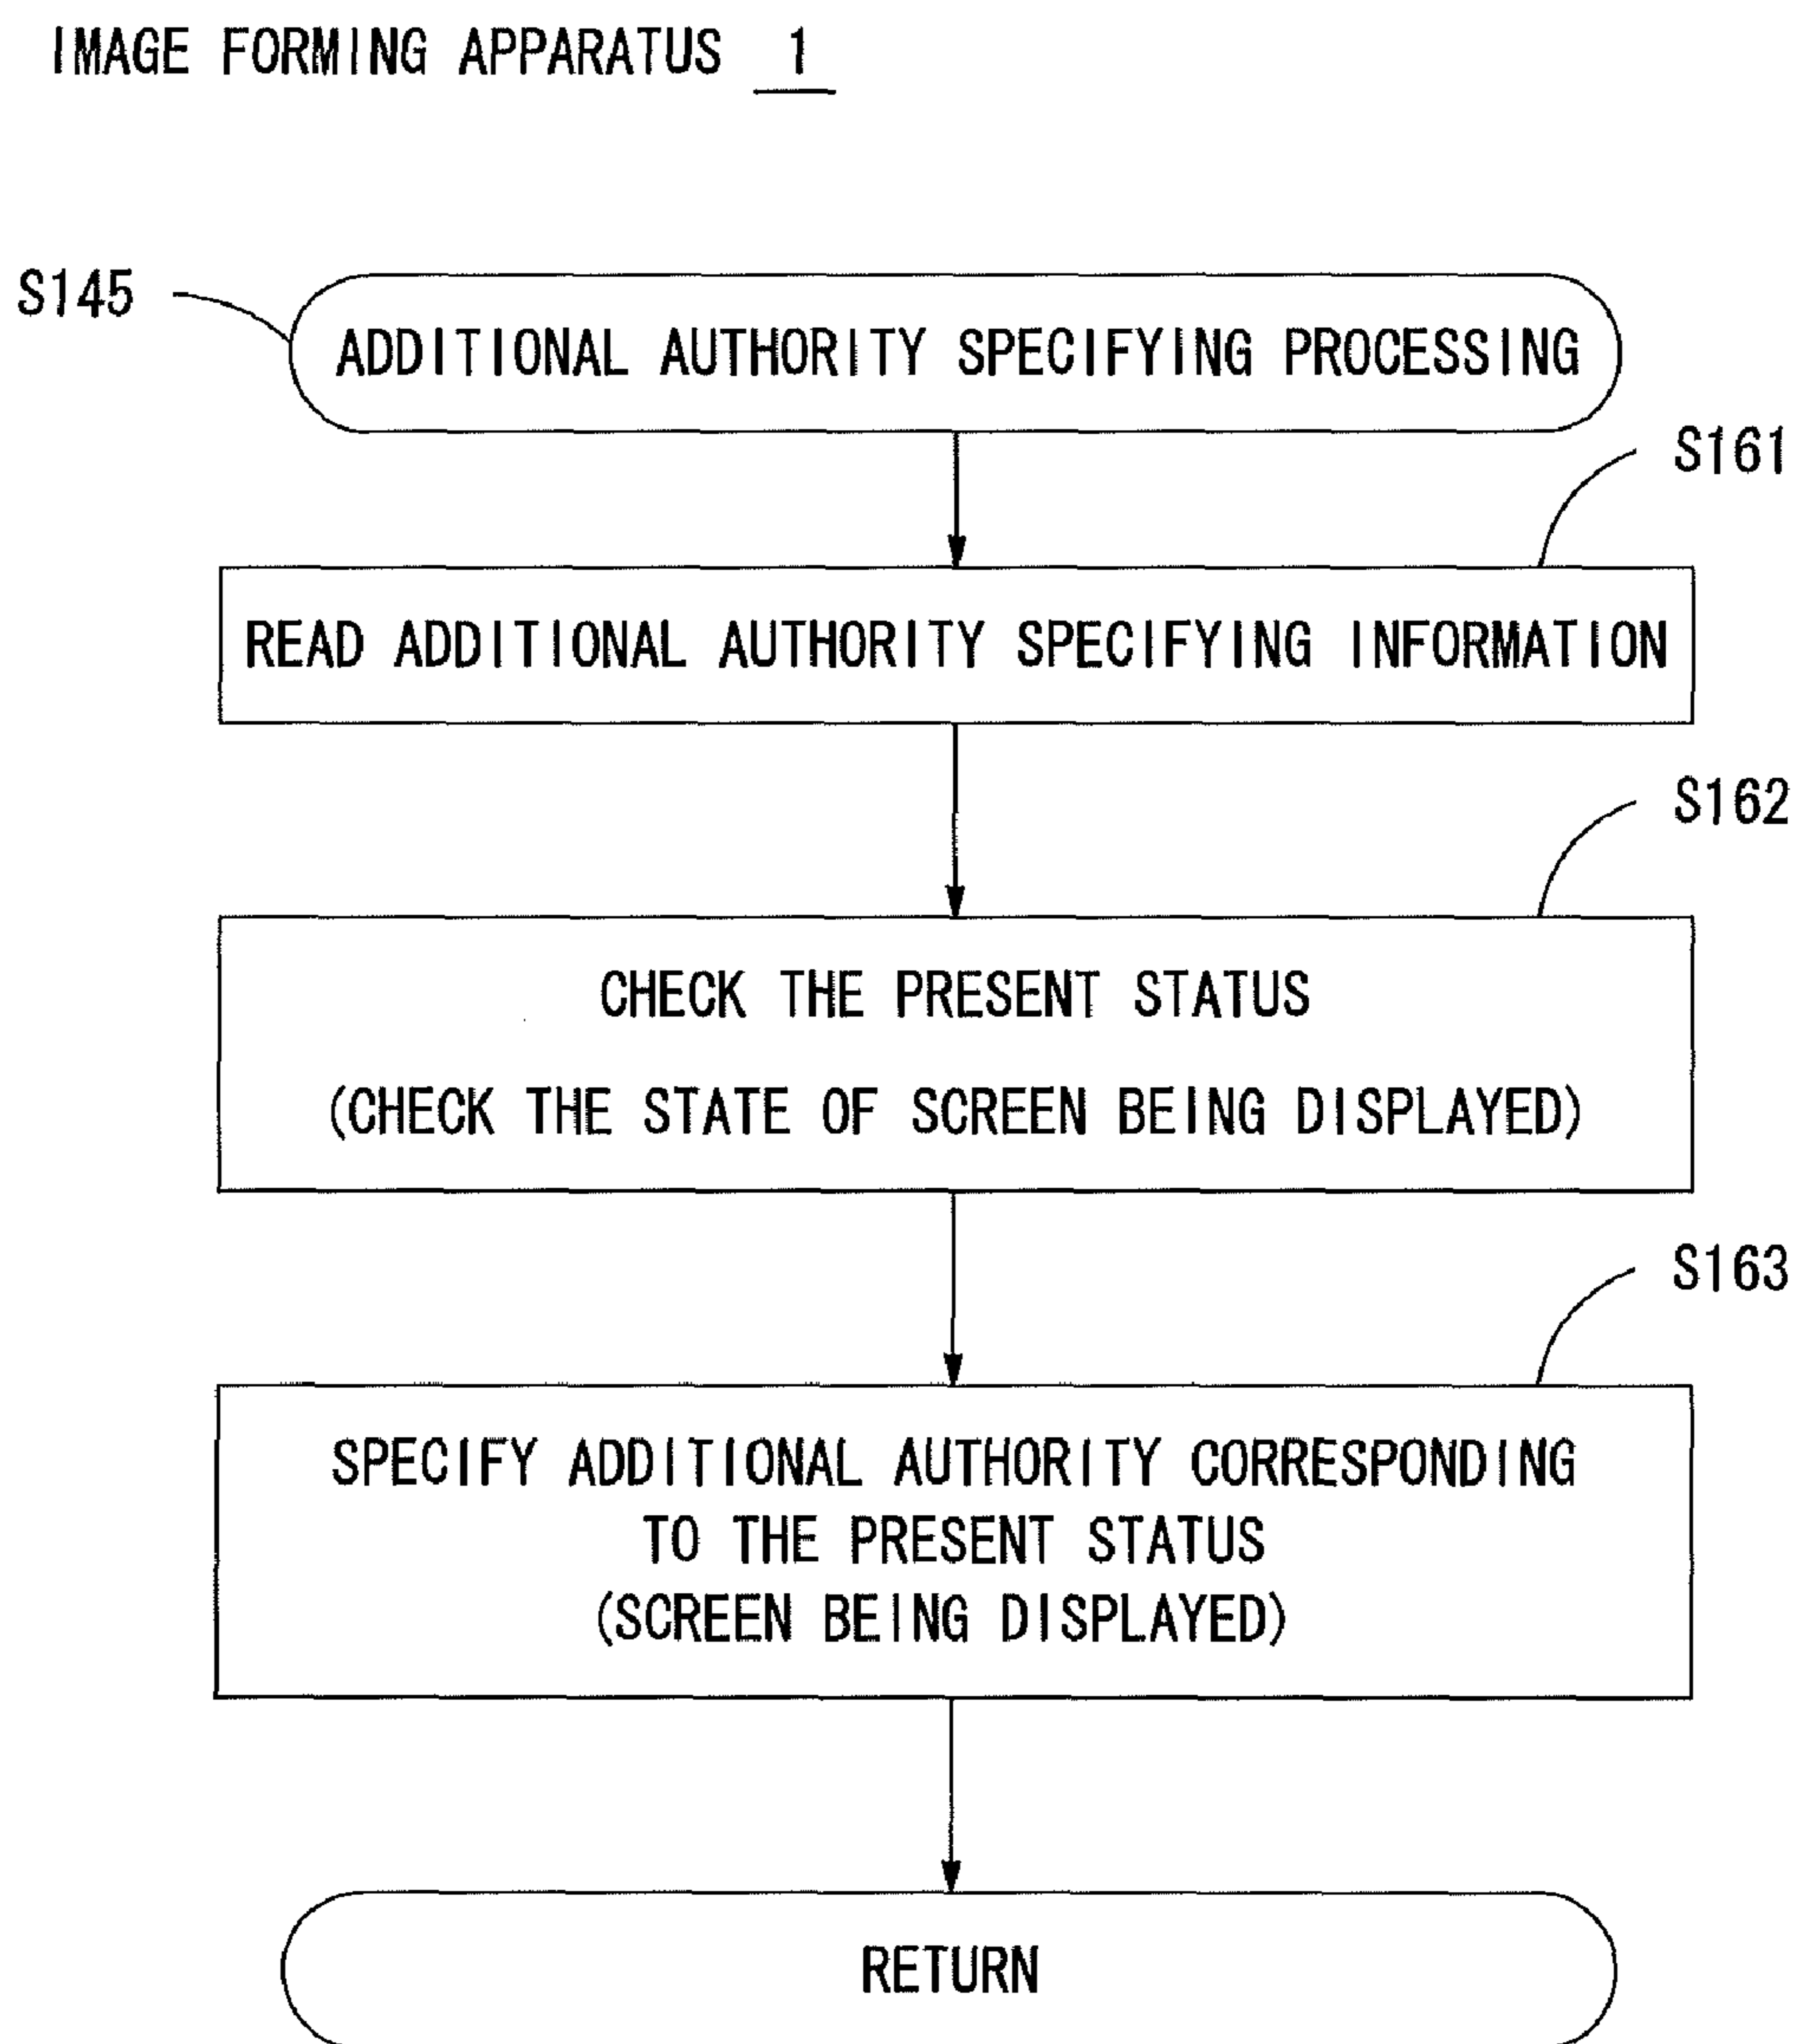 IMAGE FORMING APPARATUS 1
S145
ADDITIONAL AUTHORITY SPECIFYING PROCESSING
S161
READ ADDITIONAL AUTHORITY SPECIFYING INFORMATION
S162
CHECK THE PRESENT STATUS
(CHECK THE STATE OF SCREEN BEING DISPLAYED)
S163
SPECIFY ADDITIONAL AUTHORITY CORRESPONDING
TO THE PRESENT STATUS
(SCREEN BEING DISPLAYED)
RETURN